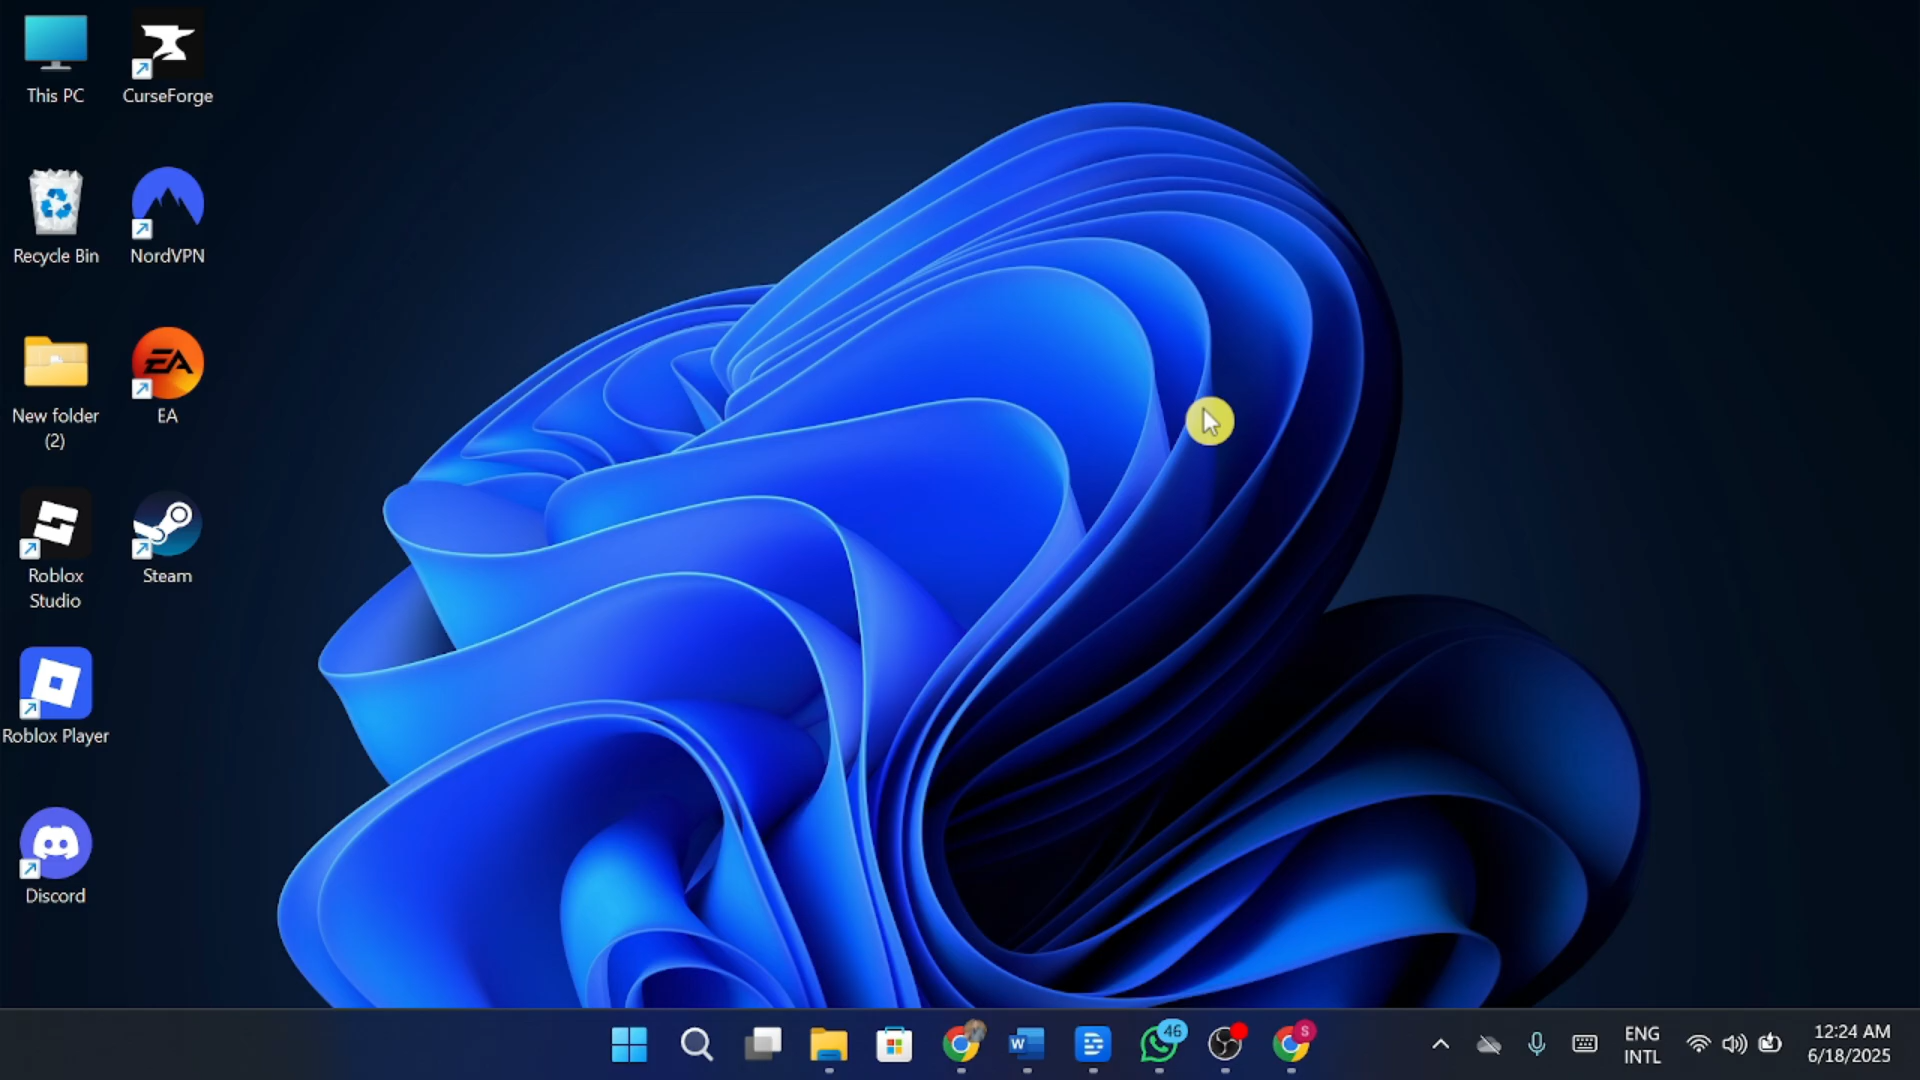 This PC
CurseForge
Recycle Bin
NordVPN
New folder
(2)
EA
EA
Roblox
Studio
Steam
Roblox Player
Discord
W
46
S
ENG
INTL
12:24 AM
6/18/2025